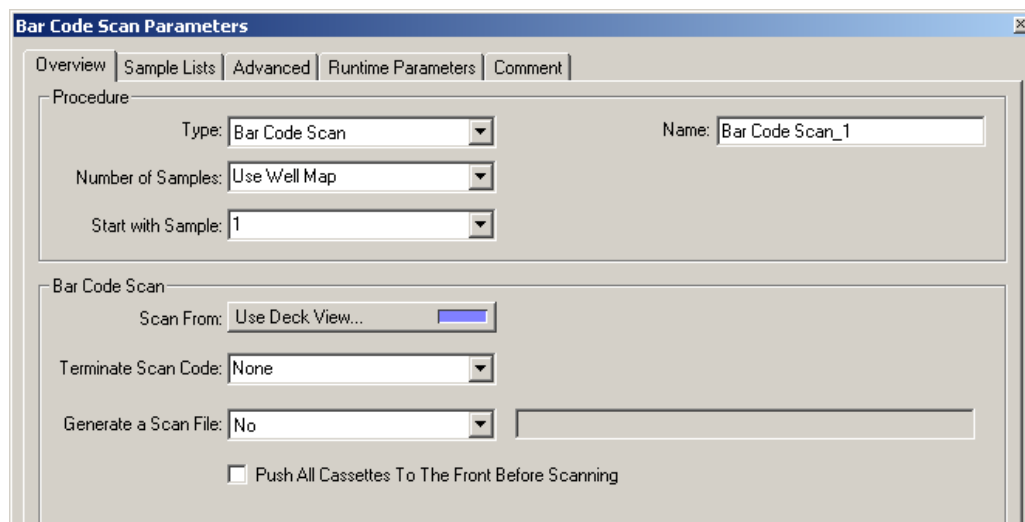 Bar Code Scan Parameters
Overview Sample Lists Advanced Runtime Parameters Comment
Procedure
Type: Bar Code Scan Name: Bar Code Scan_1
Number of Samples: Use Well Map
Start with Sample: 1
Bar Code Scan
Scan From: Use Deck View...
Terminate Scan Code: None
Generate a Scan File: No
Push All Cassettes To The Front Before Scanning